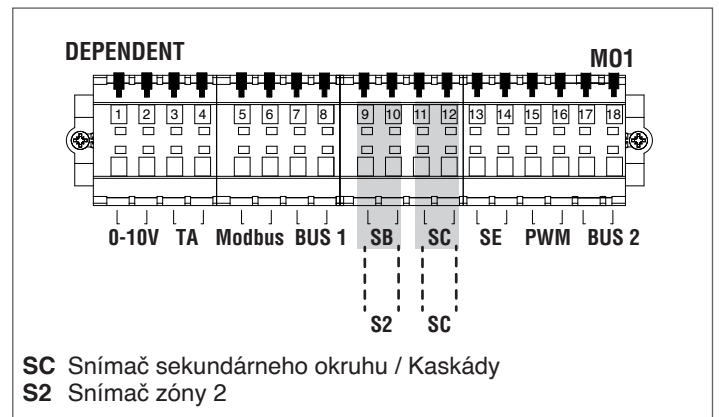 DEPENDENT M01
1 2 3 4 5 6 7 8 9 10 11 12 13 14 15 16 17 18
0-10V TA Modbus BUS 1 SB SC SE PWM BUS 2
S2 SC
SC Snímač sekundárneho okruhu / Kaskády
S2 Snímač zóny 2